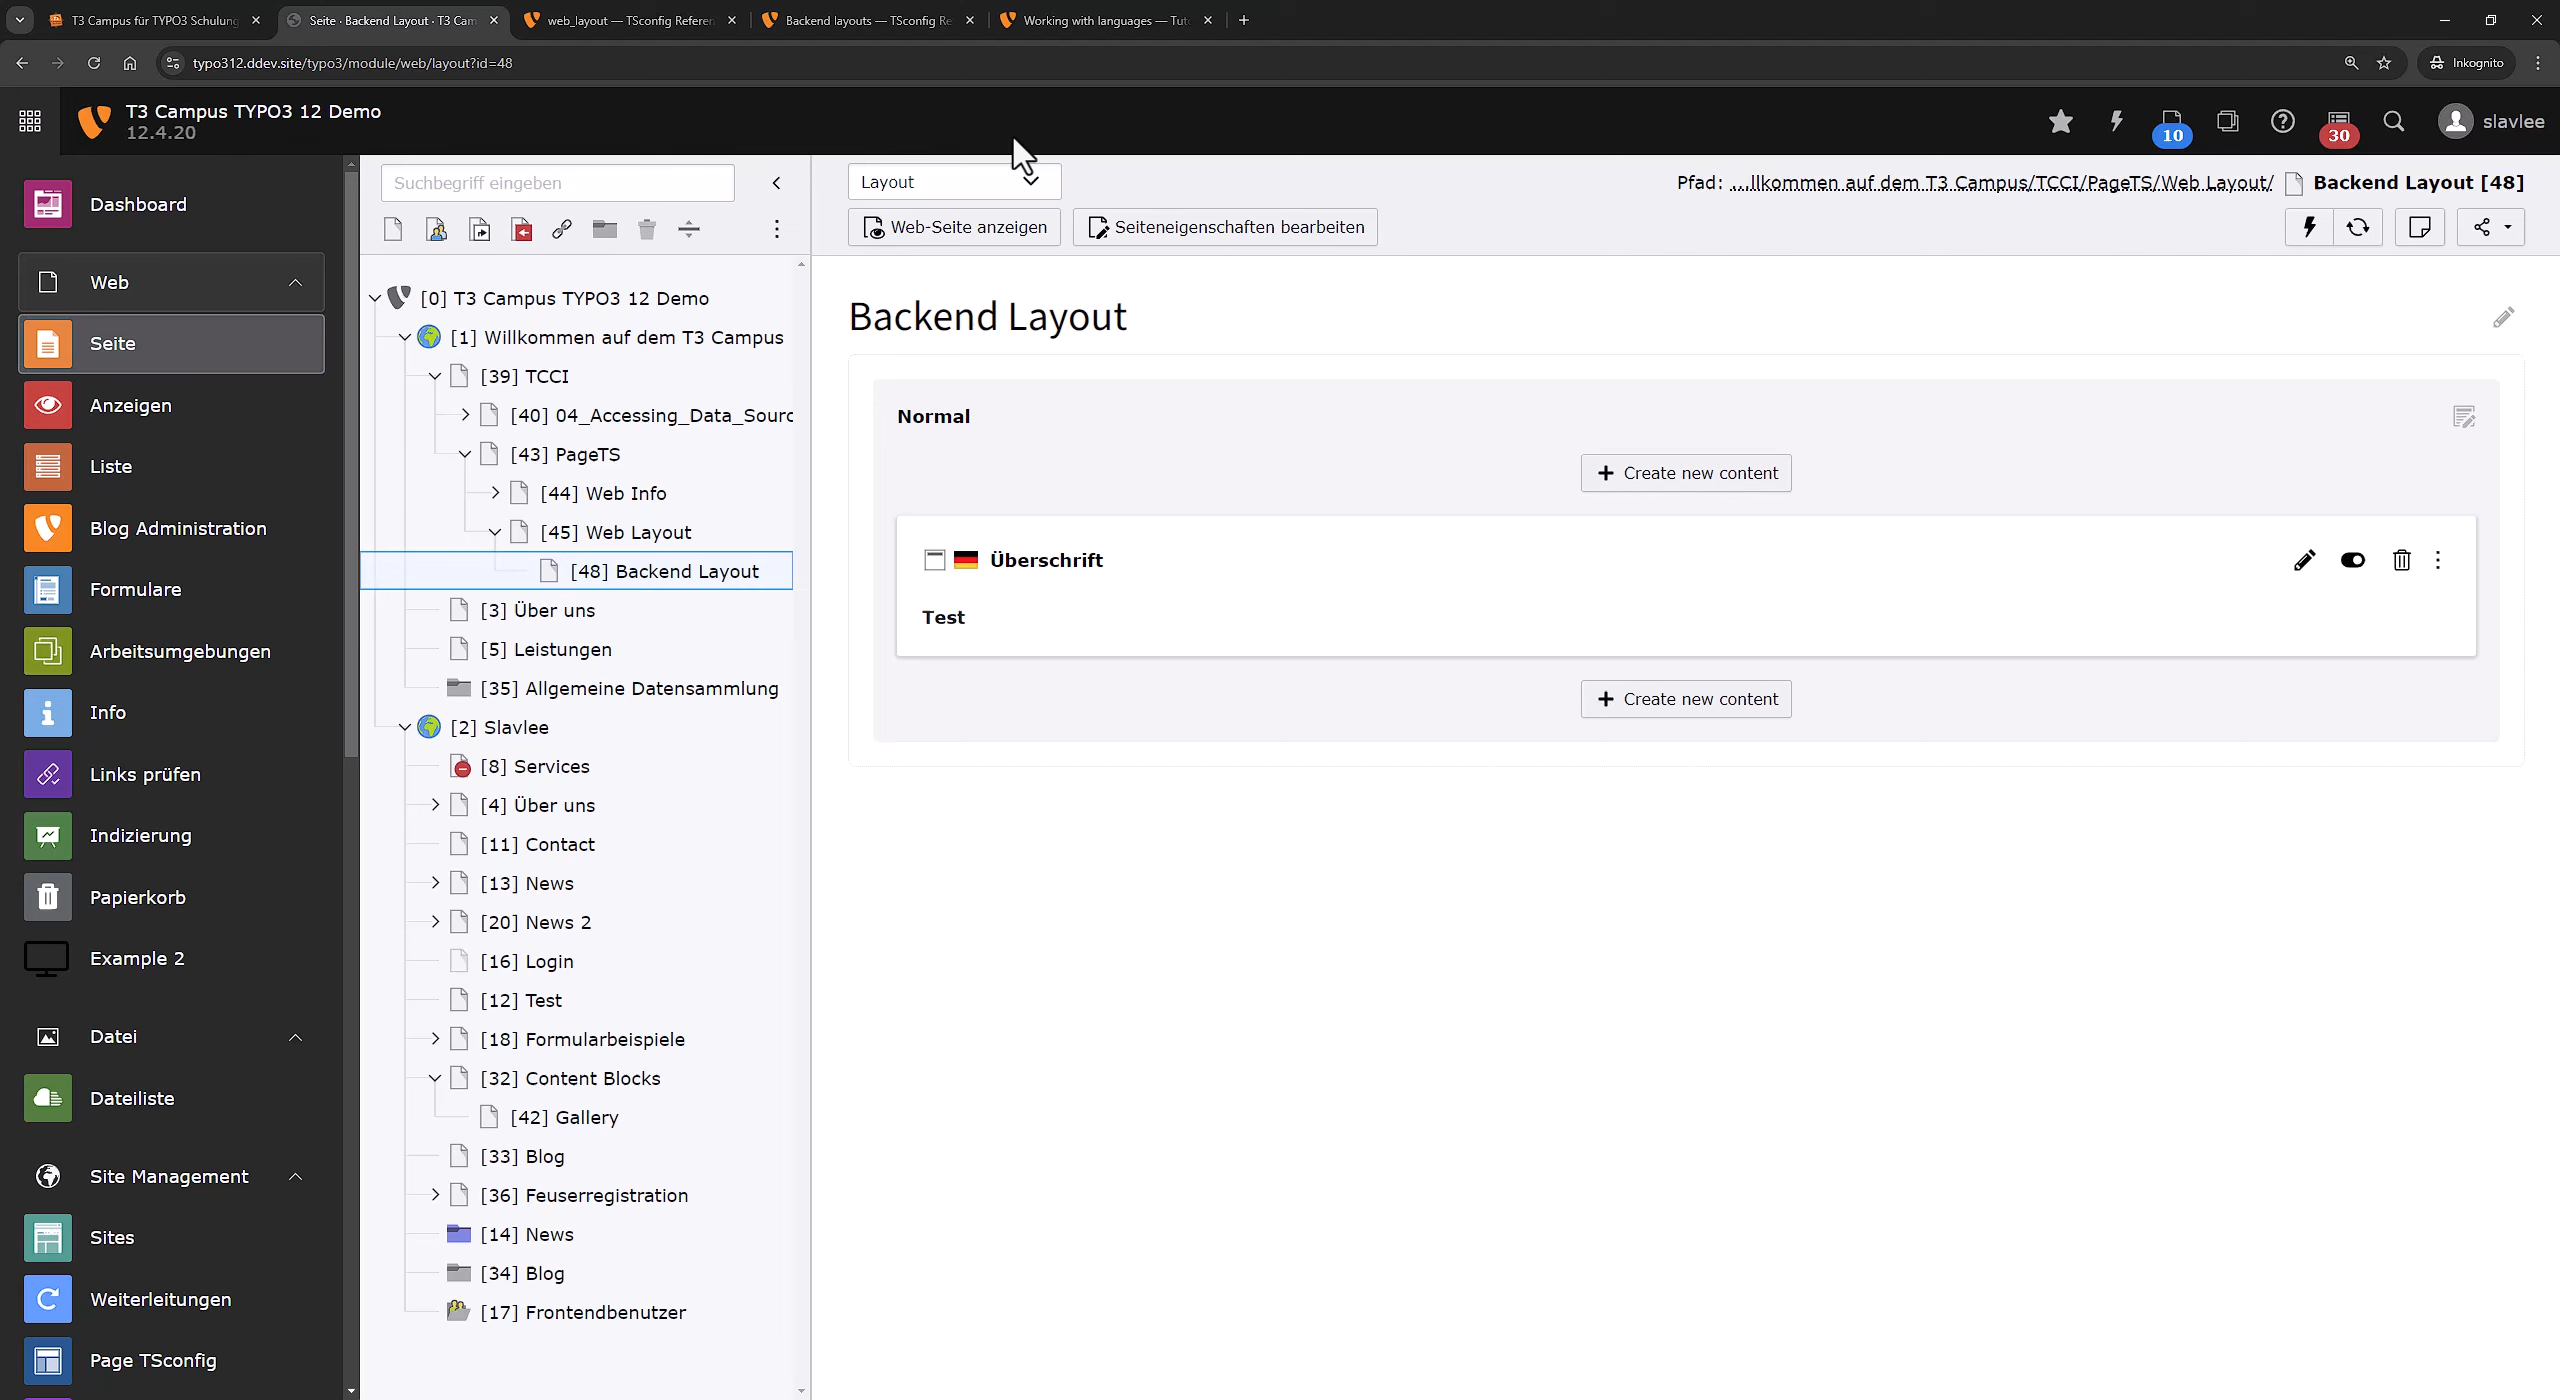 T3 Campus für TYPO3 Schulung
Seite · Backend Layout · T3 Cam
web_layout — TSconfig Referen
Backend layouts — TSconfig Re
Working with languages — Tut
typo312.ddev.site/typo3/module/web/layout?id=48
Inkognito
T3 Campus TYPO3 12 Demo
12.4.20
10
30
slavlee
Dashboard
Web
Seite
Anzeigen
Liste
Blog Administration
Formulare
Arbeitsumgebungen
Info
Links prüfen
Indizierung
Papierkorb
Example 2
Datei
Dateiliste
Site Management
Sites
Weiterleitungen
Page TSconfig
Suchbegriff eingeben
[0] T3 Campus TYPO3 12 Demo
[1] Willkommen auf dem T3 Campus
[39] TCCI
[40] 04_Accessing_Data_Sourc
[43] PageTS
[44] Web Info
[45] Web Layout
[48] Backend Layout
[3] Über uns
[5] Leistungen
[35] Allgemeine Datensammlung
[2] Slavlee
[8] Services
[4] Über uns
[11] Contact
[13] News
[20] News 2
[16] Login
[12] Test
[18] Formularbeispiele
[32] Content Blocks
[42] Gallery
[33] Blog
[36] Feuserregistration
[14] News
[34] Blog
[17] Frontendbenutzer
Layout
Pfad: ...llkommen auf dem T3 Campus/TCCI/PageTS/Web Layout/ Backend Layout [48]
Web-Seite anzeigen
Seiteneigenschaften bearbeiten
Backend Layout
Normal
Create new content
Überschrift
Test
Create new content